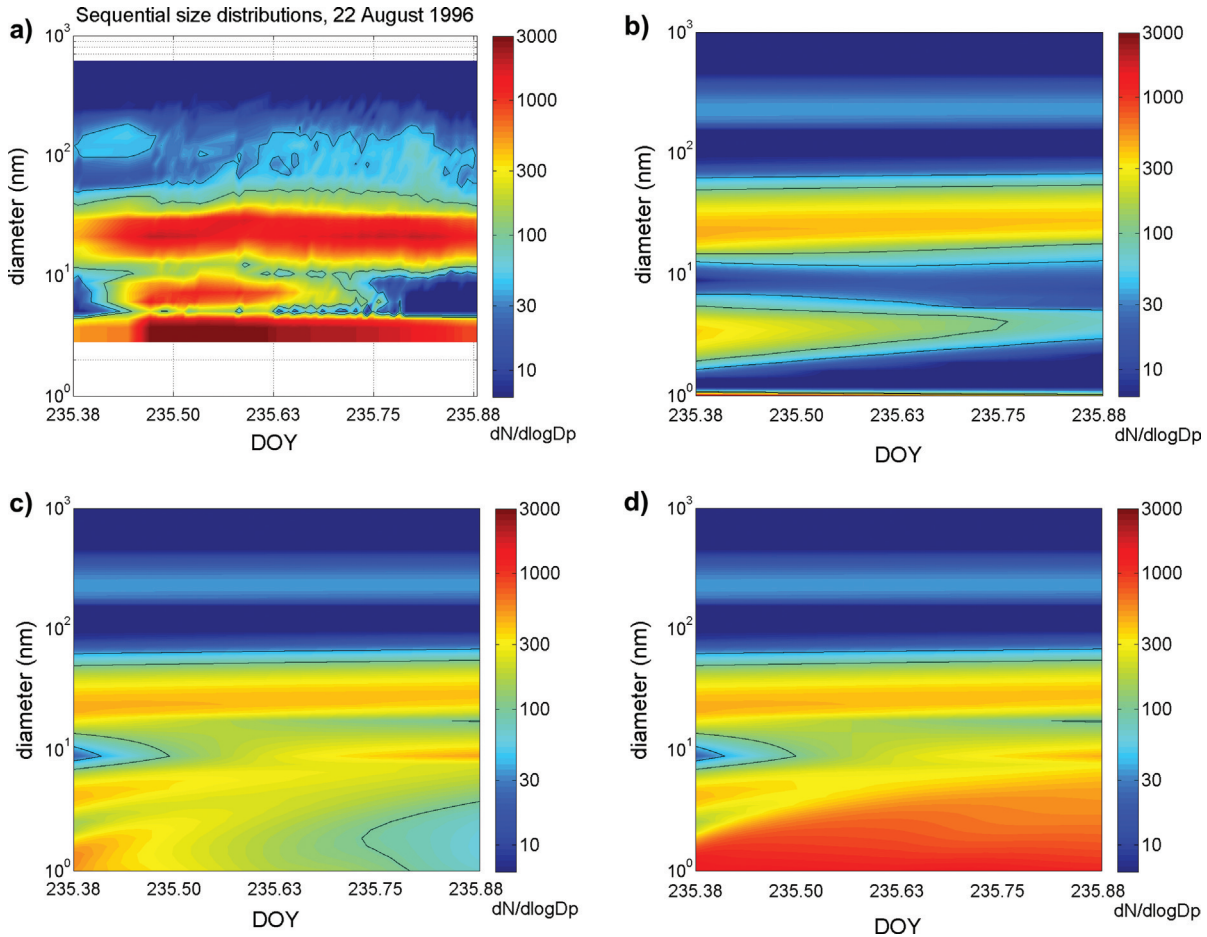 Sequential size distributions, 22 August 1996
a)
10³
10²
10¹
10⁰
diameter (nm)
235.38 235.50 235.63 235.75 235.88
DOY
3000
1000
300
100
30
10
dN/dlogDp
b)
10³
10²
10¹
10⁰
diameter (nm)
235.38 235.50 236.63 235.75 235.88
DOY
3000
1000
300
100
30
10
dN/dlogDp
c)
10³
10²
10¹
10⁰
diameter (nm)
235.38 235.50 235.63 235.75 235.88
DOY
3000
1000
300
100
30
10
dN/dlogDp
d)
10³
10²
10¹
10⁰
diameter (nm)
235.38 235.50 235.63 235.75 235.88
DOY
3000
1000
300
100
30
10
dN/dlogDp